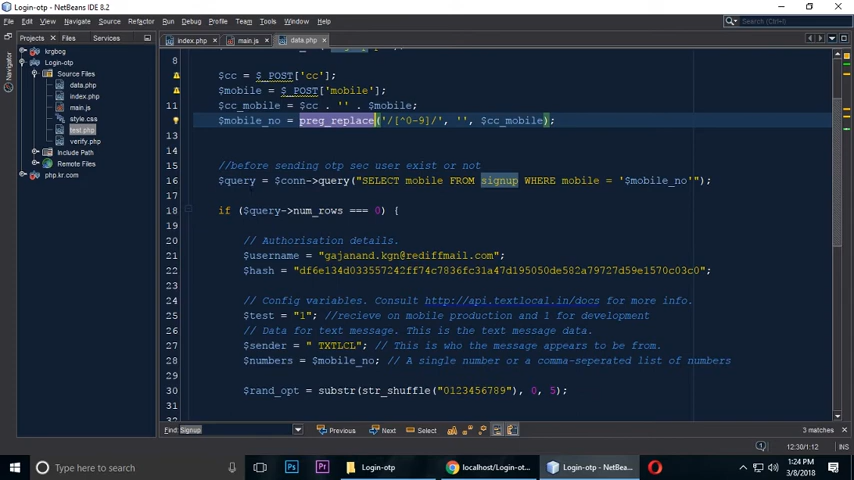 Login-otp - NetBeans IDE 8.2
File Edit View Navigate Source Refactor Run Debug Profile Team Tools Window Help
Search (Ctrl+I)
Projects Files Services
index.php main.js data.php
Navigator
krgbeg
Login-otp
Source Files
data.php
index.php
main.js
style.css
test.php
verify.php
Include Path
Remote Files
php.kr.com
8
$cc = $_POST['cc'];
$mobile = $_POST['mobile'];
11 $cc_mobile = $cc . '' . $mobile;
$mobile_no = preg_replace('/[^0-9]/', '', $cc_mobile);
13
14
15 //before sending otp sec user exist or not
16 $query = $conn->query("SELECT mobile FROM signup WHERE mobile = '$mobile_no'");
17
18 if ($query->num_rows === 0) {
19
20 // Authorisation details.
21 $username = "gajanand.kgn@rediffmail.com";
22 $hash = "df6e134d033557242ff74c7836fc31a47d195050de582a79727d59e1570c03c0";
23
24 // Config variables. Consult http://api.textlocal.in/docs for more info.
25 $test = "1"; //recieve on mobile production and 1 for development
26 // Data for text message. This is the text message data.
27 $sender = " TXTLCL"; // This is who the message appears to be from.
28 $numbers = $mobile_no; // A single number or a comma-seperated list of numbers
29
30 $rand_opt = substr(str_shuffle("0123456789"), 0, 5);
31
Find: Signup Previous Next Select 3 matches
12:30/1:12 INS
Type here to search
Ps
Pr
Login-otp
localhost/Login-ot...
Login-otp - NetBea...
1:24 PM
3/8/2018